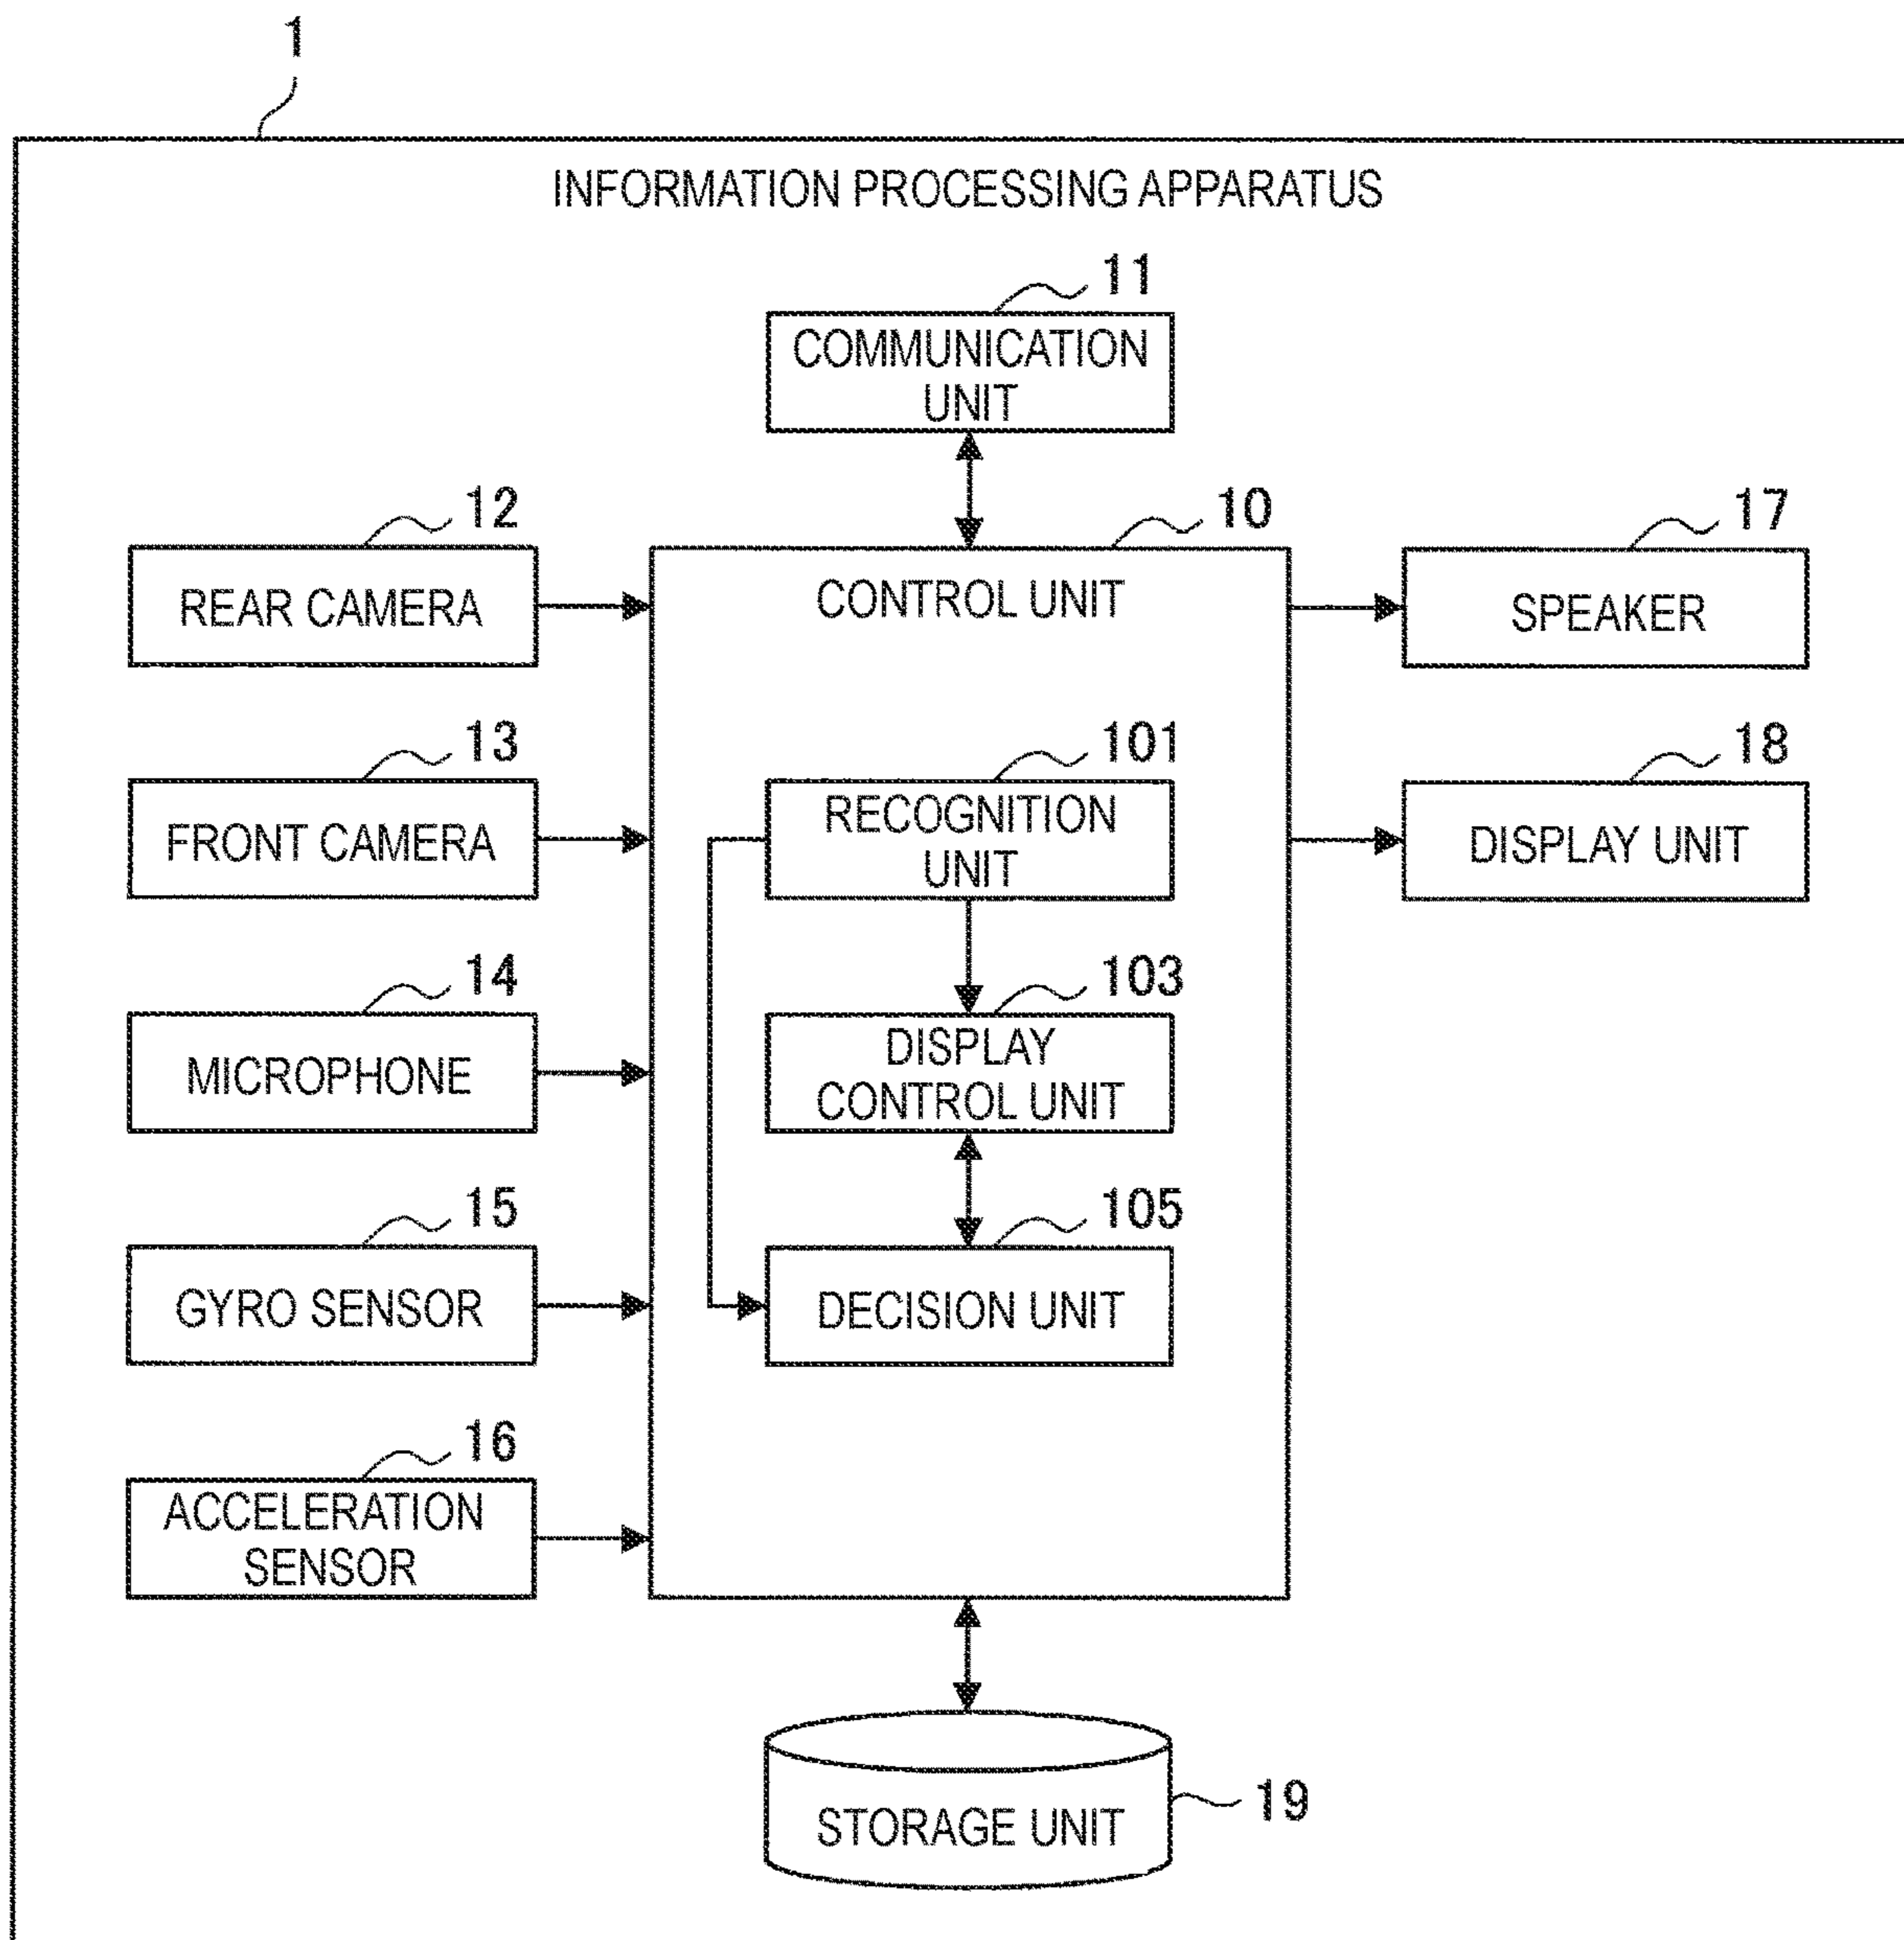 1
INFORMATION PROCESSING APPARATUS
11
COMMUNICATION
UNIT
12
REAR CAMERA
10
CONTROL UNIT
17
SPEAKER
13
FRONT CAMERA
101
RECOGNITION
UNIT
18
DISPLAY UNIT
14
MICROPHONE
103
DISPLAY
CONTROL UNIT
15
GYRO SENSOR
105
DECISION UNIT
16
ACCELERATION
SENSOR
STORAGE UNIT
19